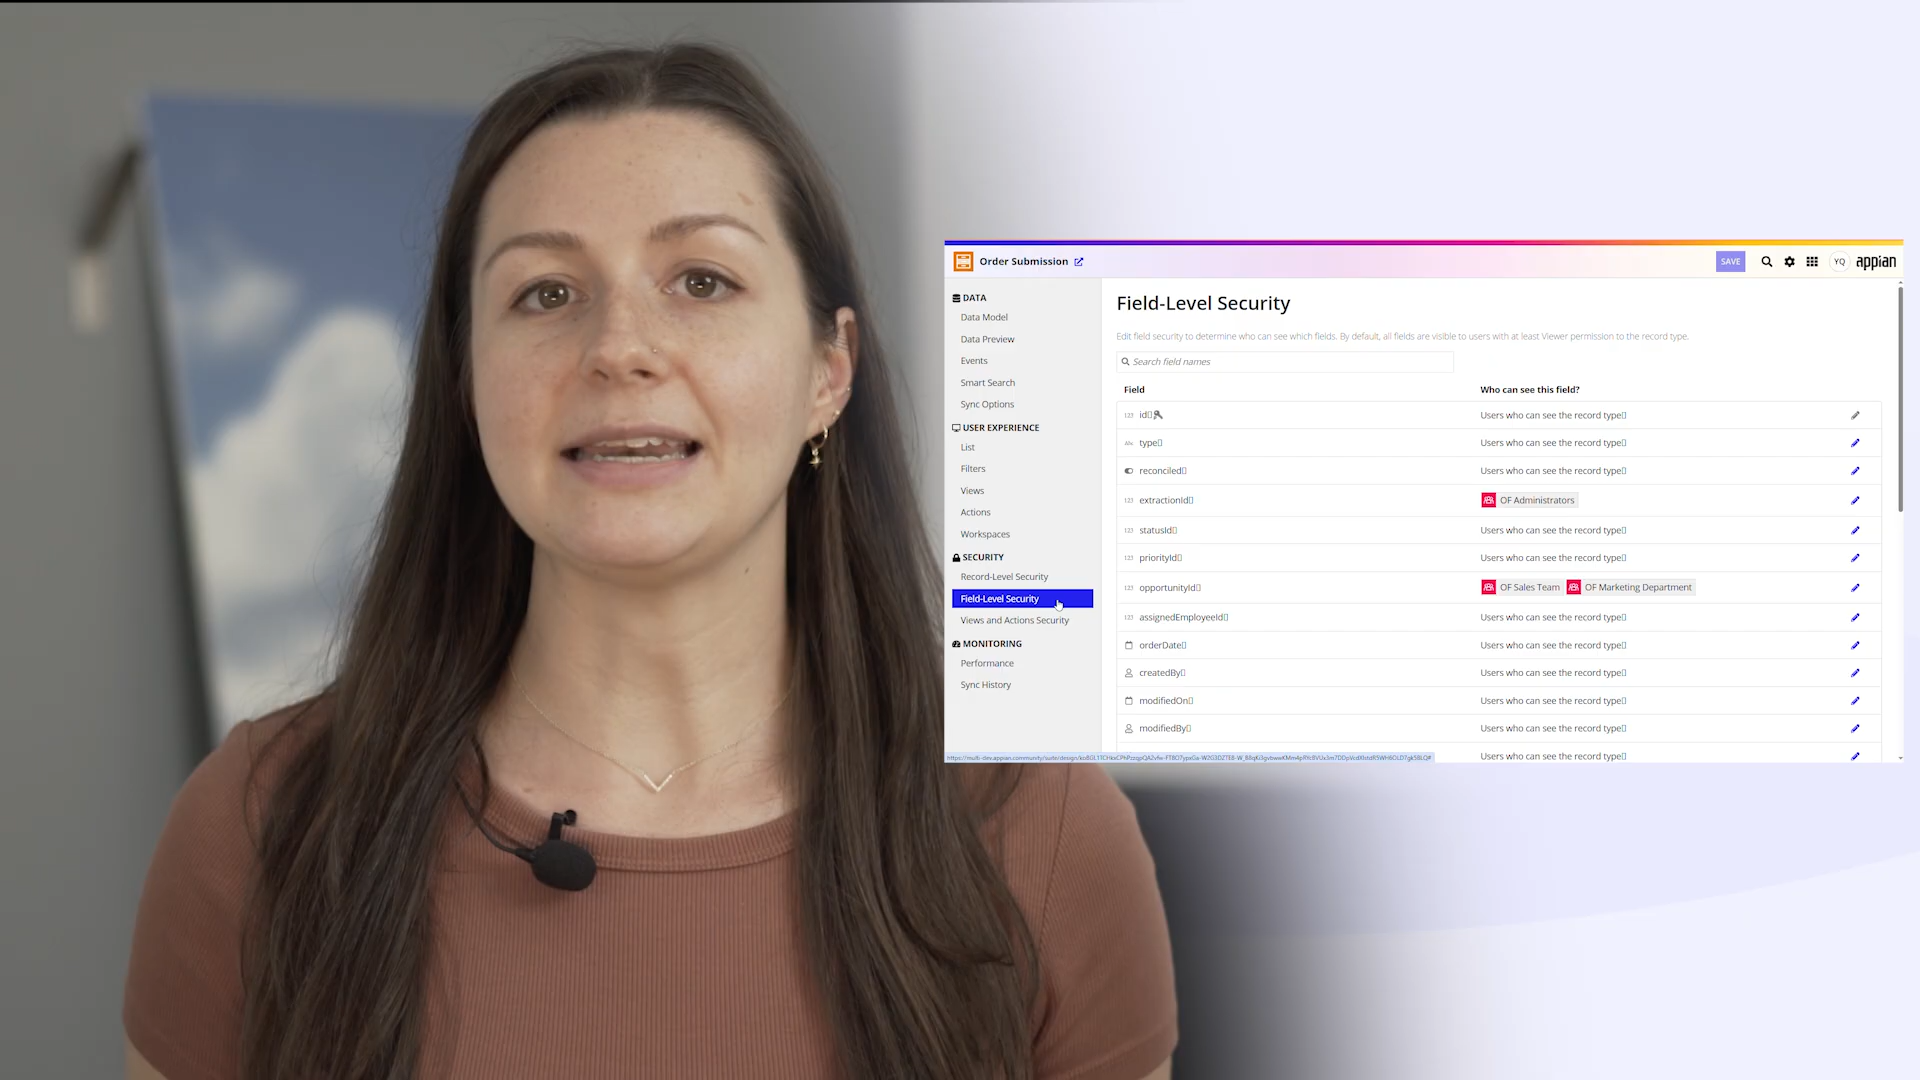 Order Submission
SAVE
YQ
appian
DATA
Data Model
Data Preview
Events
Smart Search
Sync Options
USER EXPERIENCE
List
Filters
Views
Actions
Workspaces
SECURITY
Record-Level Security
Field-Level Security
Views and Actions Security
MONITORING
Performance
Sync History
Field-Level Security
Edit field security to determine who can see which fields. By default, all fields are visible to users with at least Viewer permission to the record type.
Search field names
Field Who can see this field?
123 id Users who can see the record type
Abc type Users who can see the record type
reconciled Users who can see the record type
123 extractionId OF Administrators
123 statusId Users who can see the record type
123 priorityId Users who can see the record type
123 opportunityId OF Sales Team OF Marketing Department
123 assignedEmployeeId Users who can see the record type
orderDate Users who can see the record type
createdBy Users who can see the record type
modifiedOn Users who can see the record type
modifiedBy Users who can see the record type
Users who can see the record type